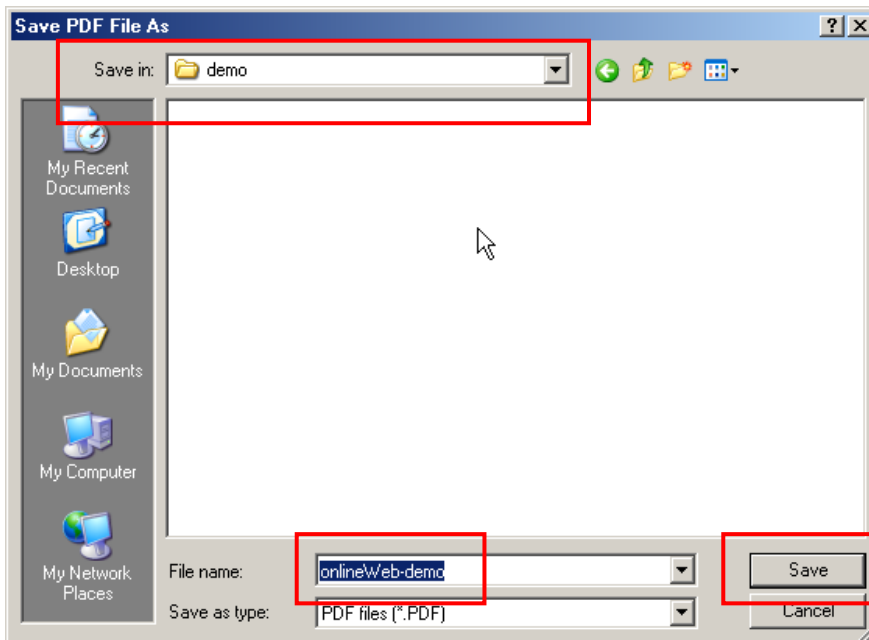 Save PDF File As
Save in: demo
My Recent
Documents
Desktop
My Documents
My Computer
My Network
Places
File name: onlineWeb-demo Save
Save as type: PDF files (*.PDF) Cancel